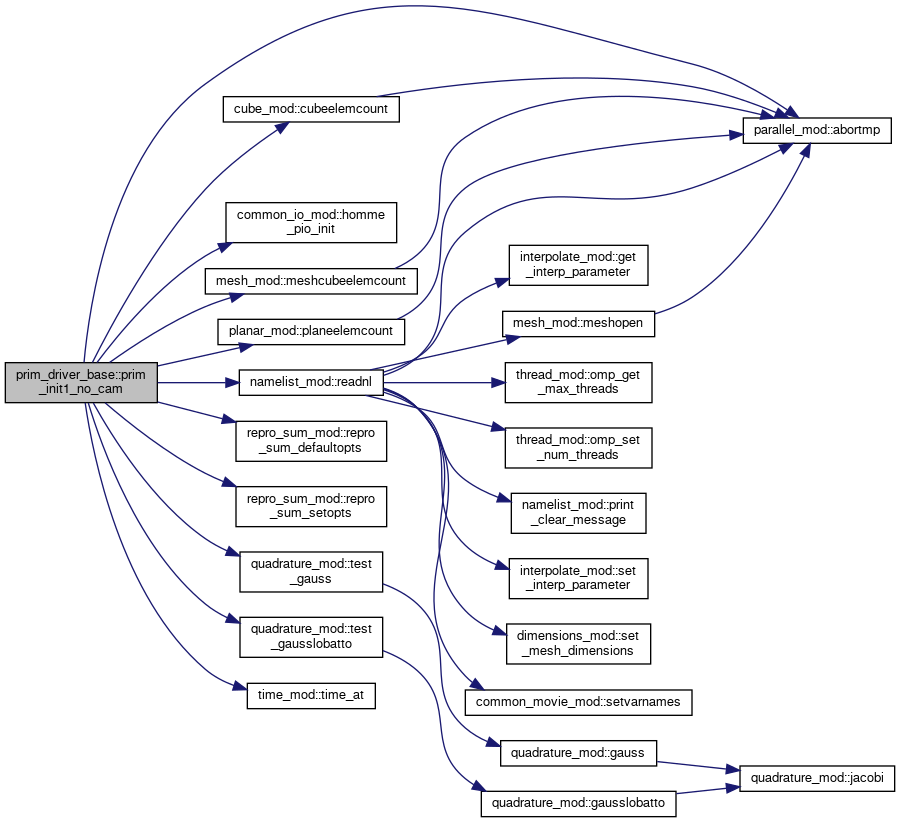 cube_mod::cubeelemcount
parallel_mod::abortmp
common_io_mod::homme
_pio_init
interpolate_mod::get
_interp_parameter
mesh_mod::meshcubeelemcount
mesh_mod::meshopen
planar_mod::planeelemcount
prim_driver_base::prim
_init1_no_cam
namelist_mod::readnl
thread_mod::omp_get
_max_threads
repro_sum_mod::repro
_sum_defaultopts
thread_mod::omp_set
_num_threads
repro_sum_mod::repro
_sum_setopts
namelist_mod::print
_clear_message
quadrature_mod::test
_gauss
interpolate_mod::set
_interp_parameter
quadrature_mod::test
_gausslobatto
dimensions_mod::set
_mesh_dimensions
time_mod::time_at
common_movie_mod::setvarnames
quadrature_mod::gauss
quadrature_mod::jacobi
quadrature_mod::gausslobatto